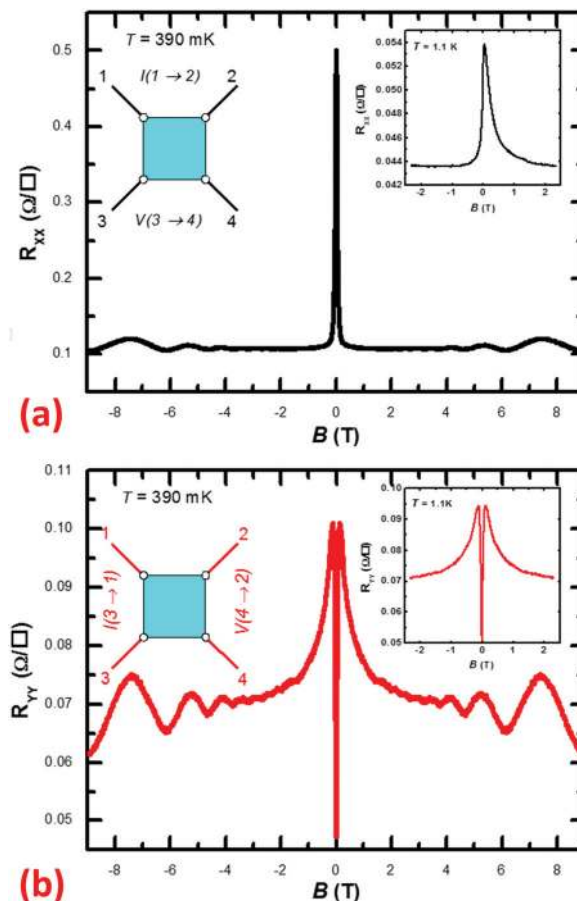 T = 390 mK
I(1 → 2)
1
2
3
4
V(3 → 4)
T = 1.1 K
0.054
0.052
0.050
0.048
0.046
0.044
0.042
R_XX (Ω/□)
-2 -1 0 1 2
B (T)
0.5
0.4
0.3
0.2
0.1
R_XX (Ω/□)
-8 -6 -4 -2 0 2 4 6 8
B (T)
(a)
T = 390 mK
1
2
I(3 → 1)
V(4 → 2)
3
4
T = 1.1K
0.10
0.09
0.08
0.07
0.06
0.05
R_YY (Ω/□)
-2 -1 0 1 2
B (T)
0.11
0.10
0.09
0.08
0.07
0.06
0.05
R_YY (Ω/□)
-8 -6 -4 -2 0 2 4 6 8
B (T)
(b)